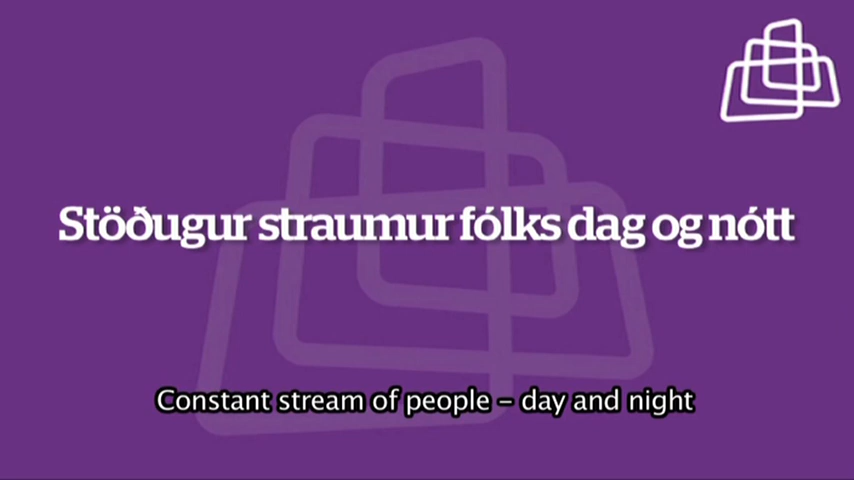 Stöðugur straumur fólks dag og nótt
Constant stream of people – day and night